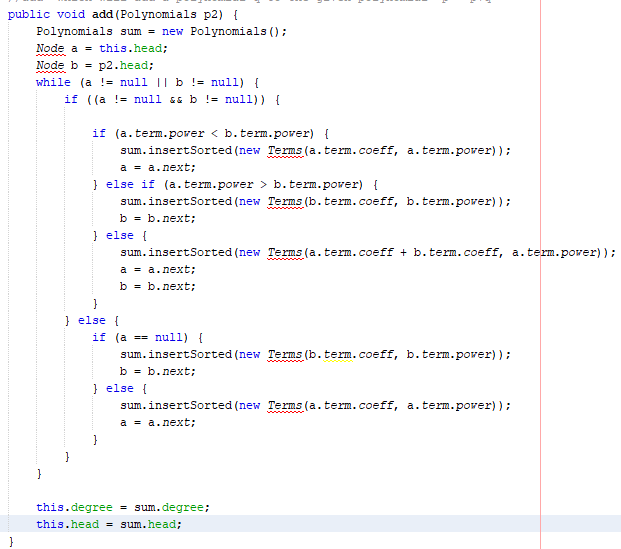 public void add(Polynomials p2) {
    Polynomials sum = new Polynomials();
    Node a = this.head;
    Node b = p2.head;
    while (a != null || b != null) {
        if ((a != null && b != null)) {
            if (a.term.power < b.term.power) {
                sum.insertSorted(new Terms(a.term.coeff, a.term.power));
                a = a.next;
            } else if (a.term.power > b.term.power) {
                sum.insertSorted(new Terms(b.term.coeff, b.term.power));
                b = b.next;
            } else {
                sum.insertSorted(new Terms(a.term.coeff + b.term.coeff, a.term.power));
                a = a.next;
                b = b.next;
            }
        } else {
            if (a == null) {
                sum.insertSorted(new Terms(b.term.coeff, b.term.power));
                b = b.next;
            } else {
                sum.insertSorted(new Terms(a.term.coeff, a.term.power));
                a = a.next;
            }
        }
    }
    this.degree = sum.degree;
    this.head = sum.head;
}